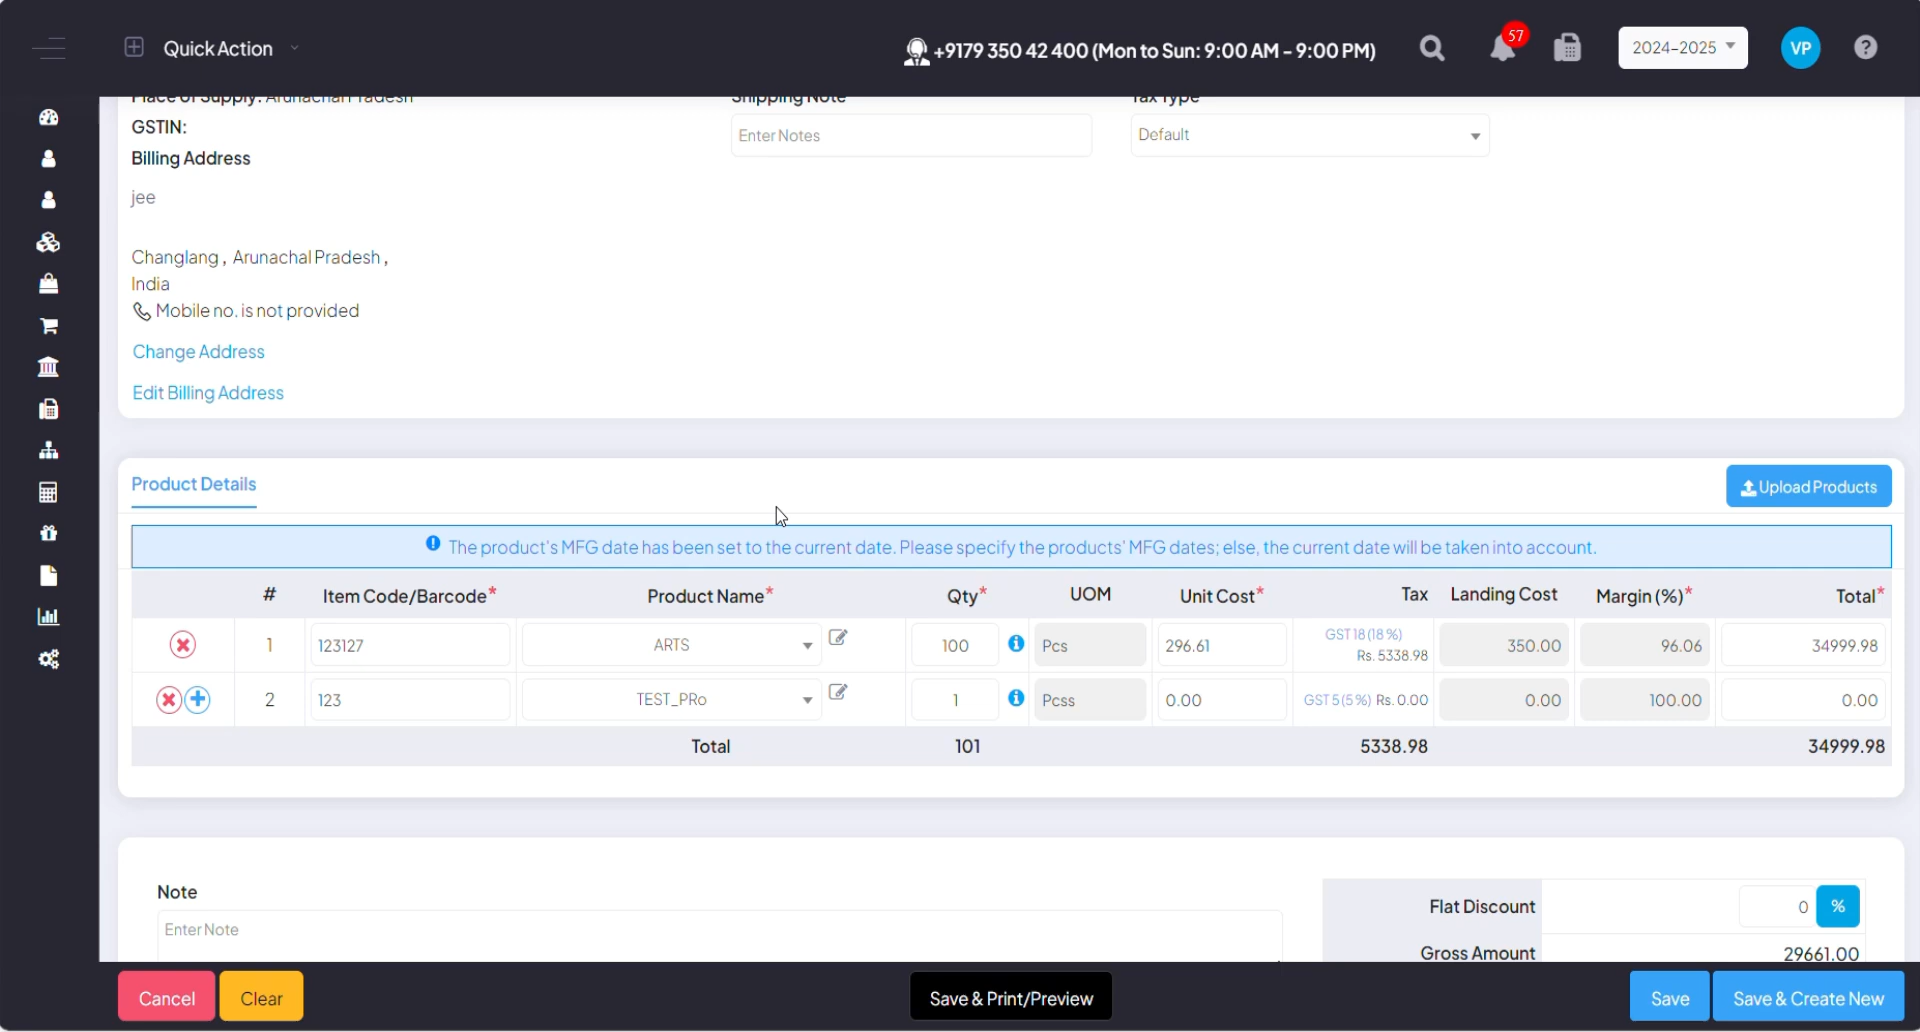 Quick Action
+9179 350 42 400 (Mon to Sun: 9:00 AM - 9:00 PM)
57
2024-2025
VP
Place of Supply: Arunachal Pradesh
Shipping Note
Tax Type
GSTIN:
Enter Notes
Default
Billing Address
jee
Changlang , Arunachal Pradesh ,
India
Mobile no. is not provided
Change Address
Edit Billing Address
Product Details
Upload Products
The product's MFG date has been set to the current date. Please specify the products' MFG dates; else, the current date will be taken into account.
# Item Code/Barcode* Product Name* Qty* UOM Unit Cost* Tax Landing Cost Margin (%)* Total*
1 123127 ARTS 100 Pcs 296.61 GST18 (18 %) Rs. 5338.98 350.00 96.06 34999.98
2 123 TEST_PRo 1 Pcss 0.00 GST 5 (5 %) Rs. 0.00 0.00 100.00 0.00
Total 101 5338.98 34999.98
Note
Enter Note
Flat Discount 0 %
Gross Amount 29661.00
Cancel
Clear
Save & Print/Preview
Save
Save & Create New